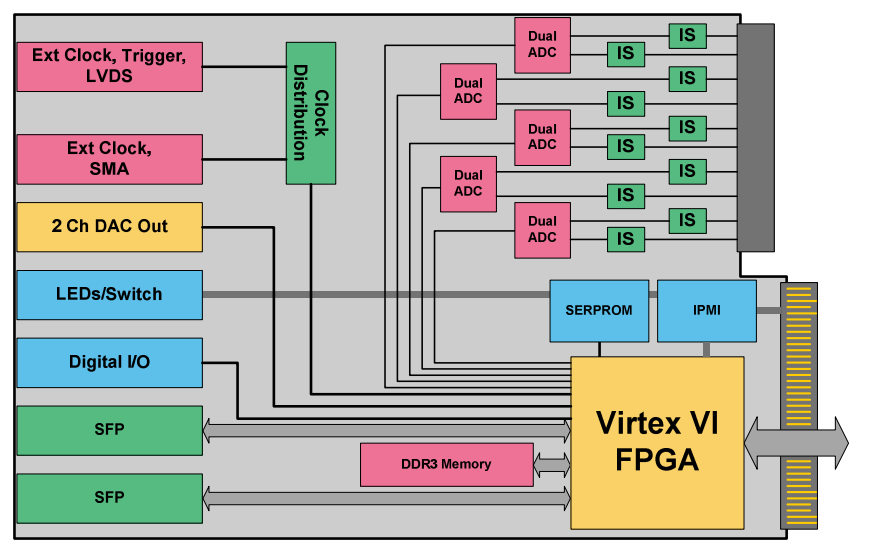 Ext Clock, Trigger,
LVDS
Ext Clock,
SMA
2 Ch DAC Out
LEDs/Switch
Digital I/O
SFP
SFP
Clock
Distribution
Dual
ADC
Dual
ADC
Dual
ADC
Dual
ADC
Dual
ADC
IS
IS
IS
IS
IS
IS
IS
IS
IS
IS
SERPROM
IPMI
DDR3 Memory
Virtex VI
FPGA